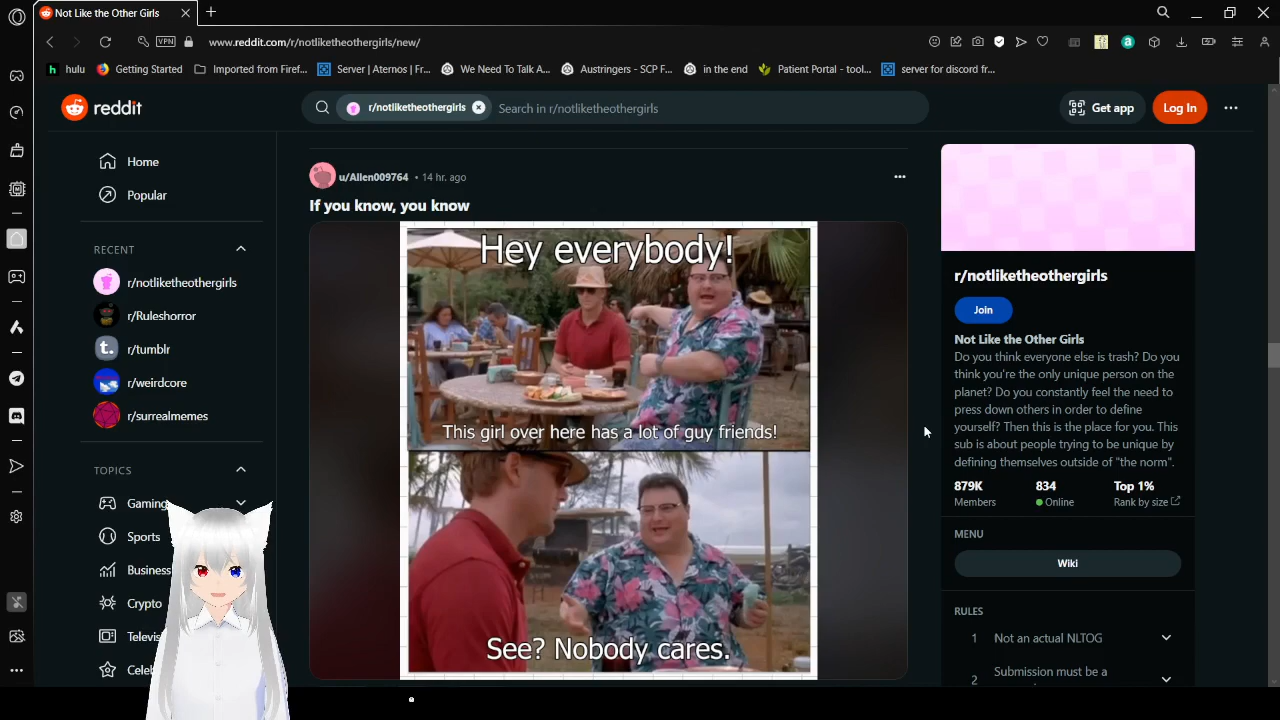 Not Like the Other Girls
VPN
www.reddit.com/r/notliketheothergirls/new/
hulu
Getting Started
Imported from Firef...
Server | Aternos | Fr...
We Need To Talk A...
Austringers - SCP F...
in the end
Patient Portal - tool...
server for discord fr...
reddit
r/notliketheothergirls
Search in r/notliketheothergirls
Get app
Log In
Home
Popular
RECENT
r/notliketheothergirls
r/Ruleshorror
r/tumblr
r/weirdcore
r/surrealmemes
TOPICS
Gaming
Sports
Business
Crypto
Televis
Celeb
u/Allen009764 • 14 hr. ago
If you know, you know
Hey everybody!
This girl over here has a lot of guy friends!
See? Nobody cares.
r/notliketheothergirls
Join
Not Like the Other Girls
Do you think everyone else is trash? Do you
think you're the only unique person on the
planet? Do you constantly feel the need to
press down others in order to define
yourself? Then this is the place for you. This
sub is about people trying to be unique by
defining themselves outside of "the norm".
879K 834 Top 1%
Members Online Rank by size
MENU
Wiki
RULES
1 Not an actual NLTOG
2 Submission must be a